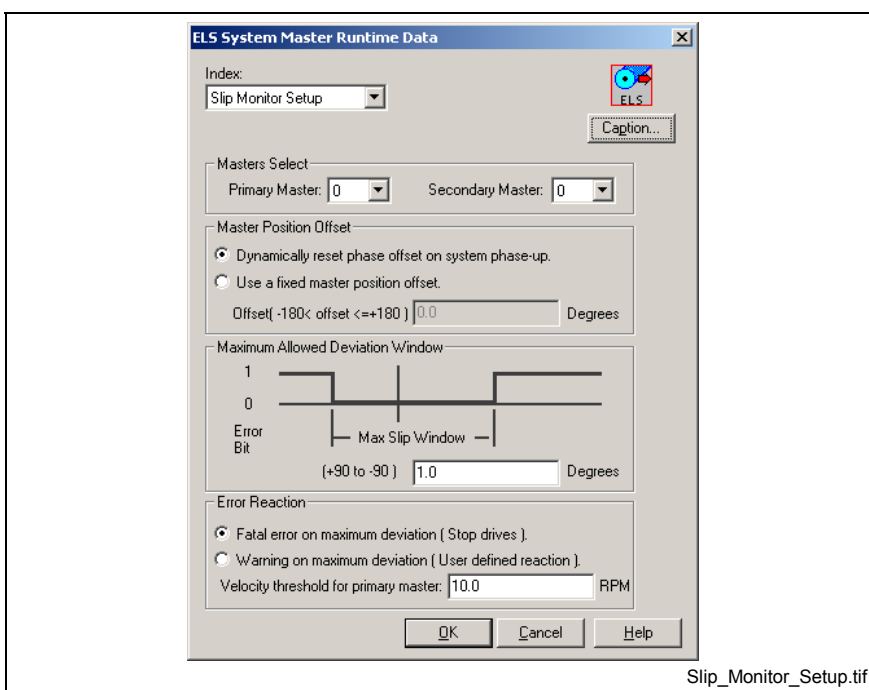 ELS System Master Runtime Data
Index:
Slip Monitor Setup
ELS
Caption...
Masters Select
Primary Master: 0 Secondary Master: 0
Master Position Offset
Dynamically reset phase offset on system phase-up.
Use a fixed master position offset.
Offset( -180< offset <=+180 ) 0.0 Degrees
Maximum Allowed Deviation Window
1
0
Error
Bit
Max Slip Window
(+90 to -90 ) 1.0 Degrees
Error Reaction
Fatal error on maximum deviation ( Stop drives ).
Warning on maximum deviation ( User defined reaction ).
Velocity threshold for primary master: 10.0 RPM
OK Cancel Help
Slip_Monitor_Setup.tif